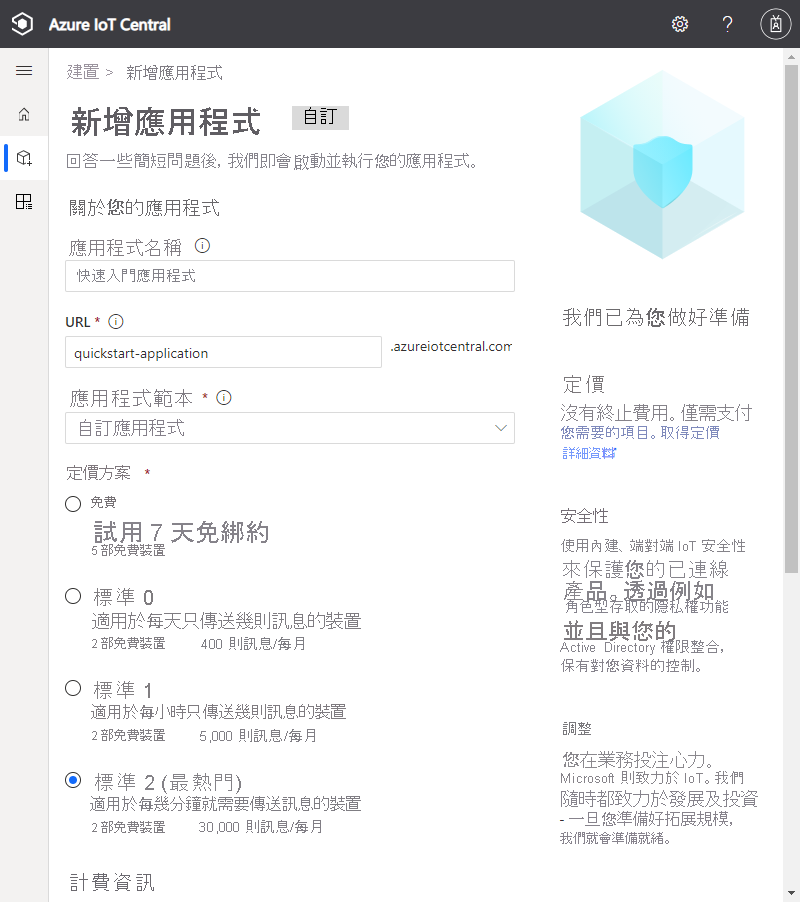 Azure IoT Central
建置 > 新增應用程式
新增應用程式 自訂
回答一些簡短問題後, 我們即會啟動並執行您的應用程式。
關於您的應用程式
應用程式名稱
快速入門應用程式
URL *
quickstart-application .azureiotcentral.com
應用程式範本 *
自訂應用程式
定價方案 *
免費
試用 7 天免綁約
5 部免費裝置
標準 0
適用於每天只傳送幾則訊息的裝置
2 部免費裝置 400 則訊息/每月
標準 1
適用於每小時只傳送幾則訊息的裝置
2 部免費裝置 5,000 則訊息/每月
標準 2 (最熱門)
適用於每幾分鐘就需要傳送訊息的裝置
2 部免費裝置 30,000 則訊息/每月
計費資訊
我們已為您做好準備
定價
沒有終止費用。僅需支付
您需要的項目。取得定價
詳細資料
安全性
使用內建、端對端 IoT 安全性
來保護您的已連線
產品。透過例如
角色型存取的隱私權功能
並且與您的
Active Directory 權限整合,
保有對您資料的控制。
調整
您在業務投注心力。
Microsoft 則致力於 IoT。我們
隨時都致力於發展及投資
- 一旦您準備好拓展規模,
我們就會準備就緒。